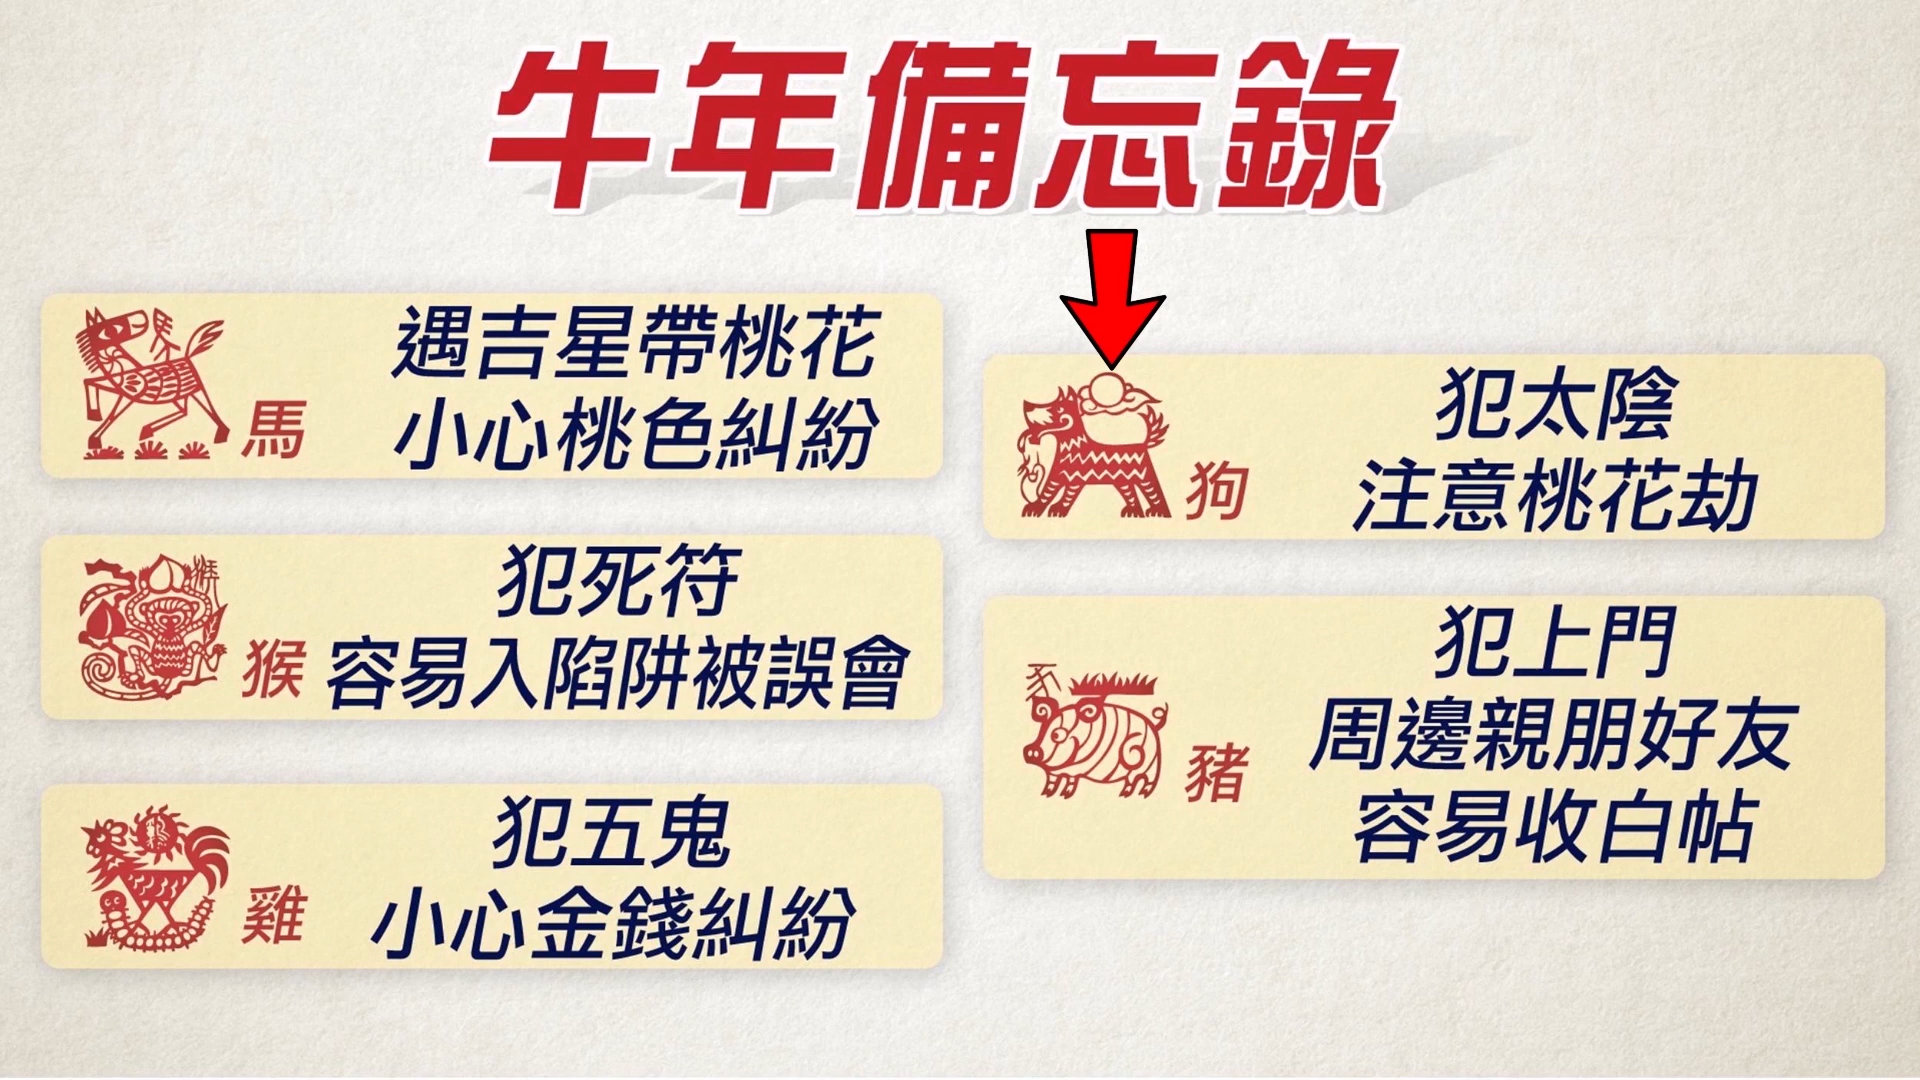 牛年備忘錄
馬
遇吉星帶桃花
小心桃色糾紛
猴
猴
犯死符
容易入陷阱被誤會
雞
犯五鬼
小心金錢糾紛
狗
犯太陰
注意桃花劫
豬
犯上門
周邊親朋好友
容易收白帖